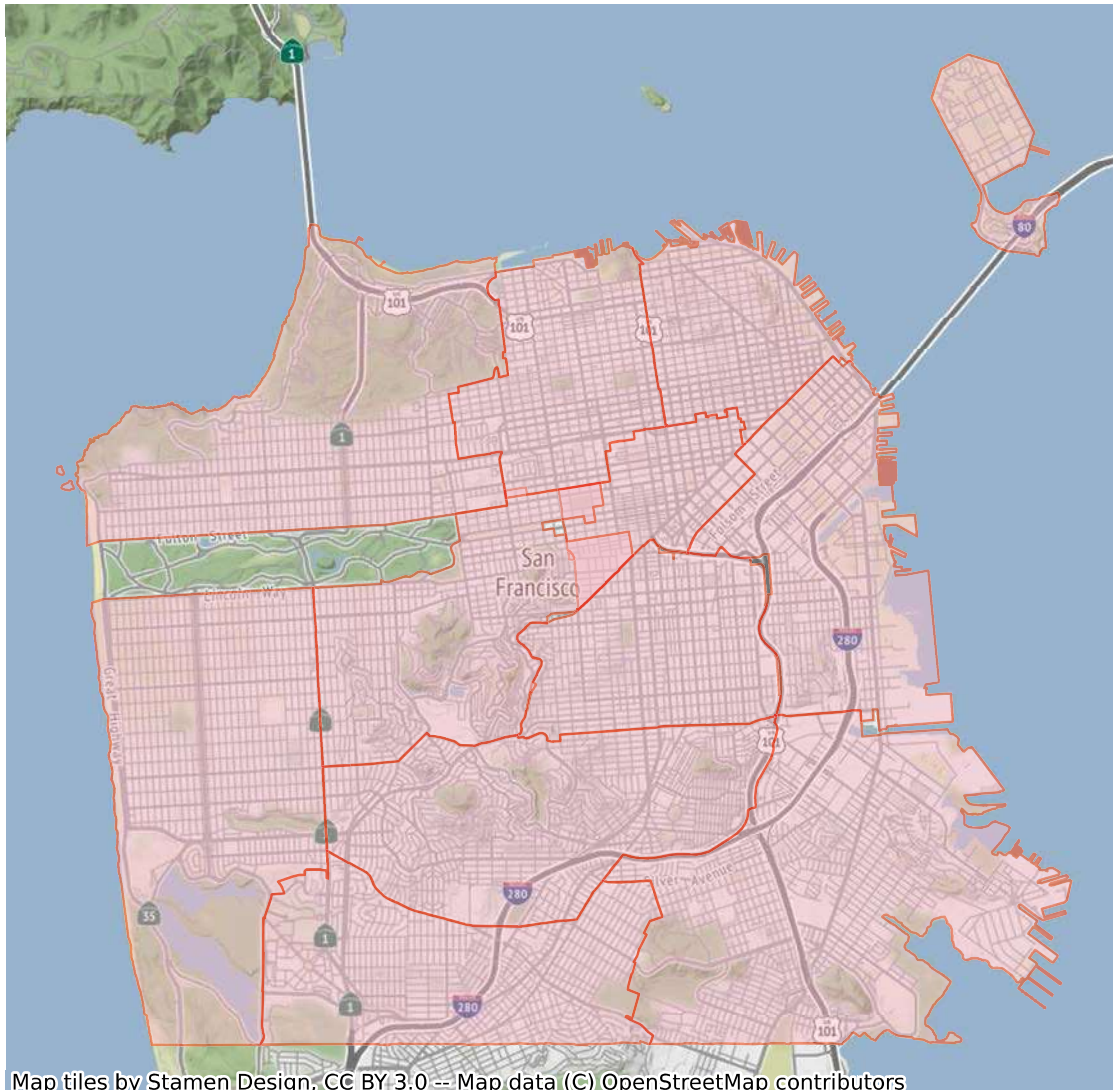 1
80
101
101
101
1
Folsom Street
Fulton Street
San
Francisco
Lincoln Way
280
Great Highway
101
Silver Avenue
280
35
1
1
280
101
Map tiles by Stamen Design, CC BY 3.0 -- Map data (C) OpenStreetMap contributors